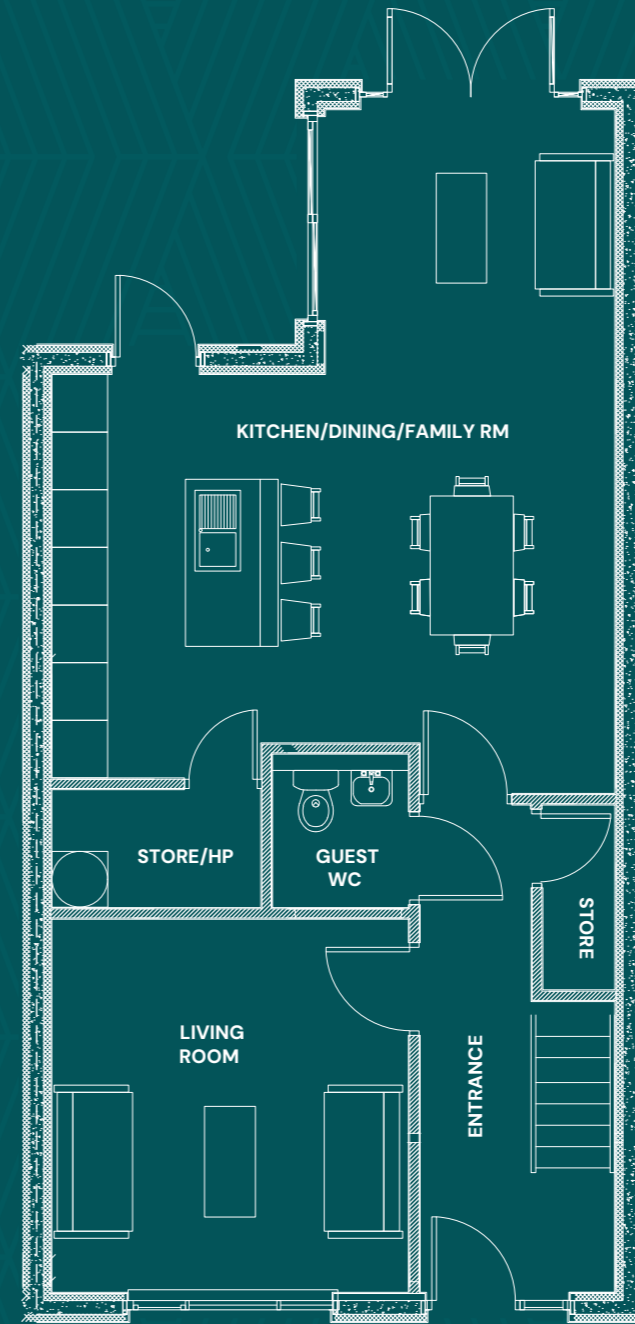 KITCHEN/DINING/FAMILY RM
STORE/HP
GUEST
WC
STORE
LIVING
ROOM
ENTRANCE